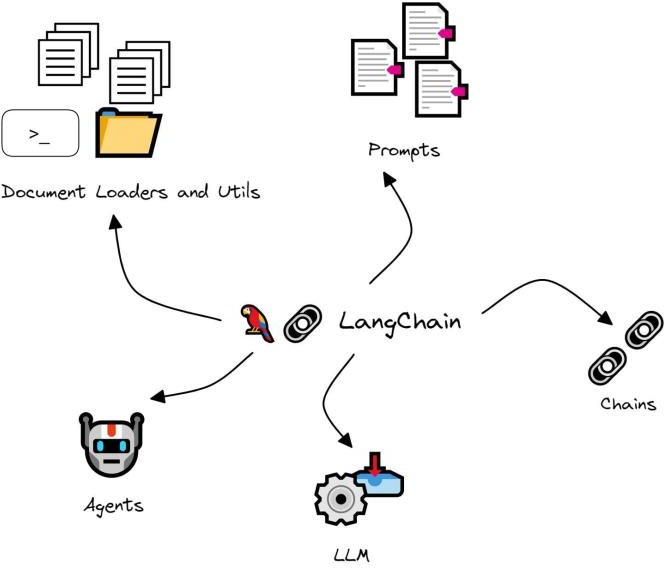 >_
Document Loaders and Utils
Prompts
LangChain
Chains
Agents
LLM